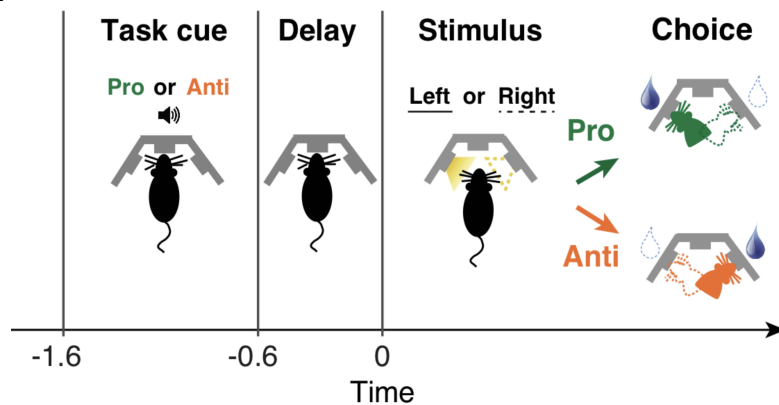 Task cue
Delay
Stimulus
Choice
Pro or Anti
Left or Right
Pro
Anti
-1.6
-0.6
0
Time